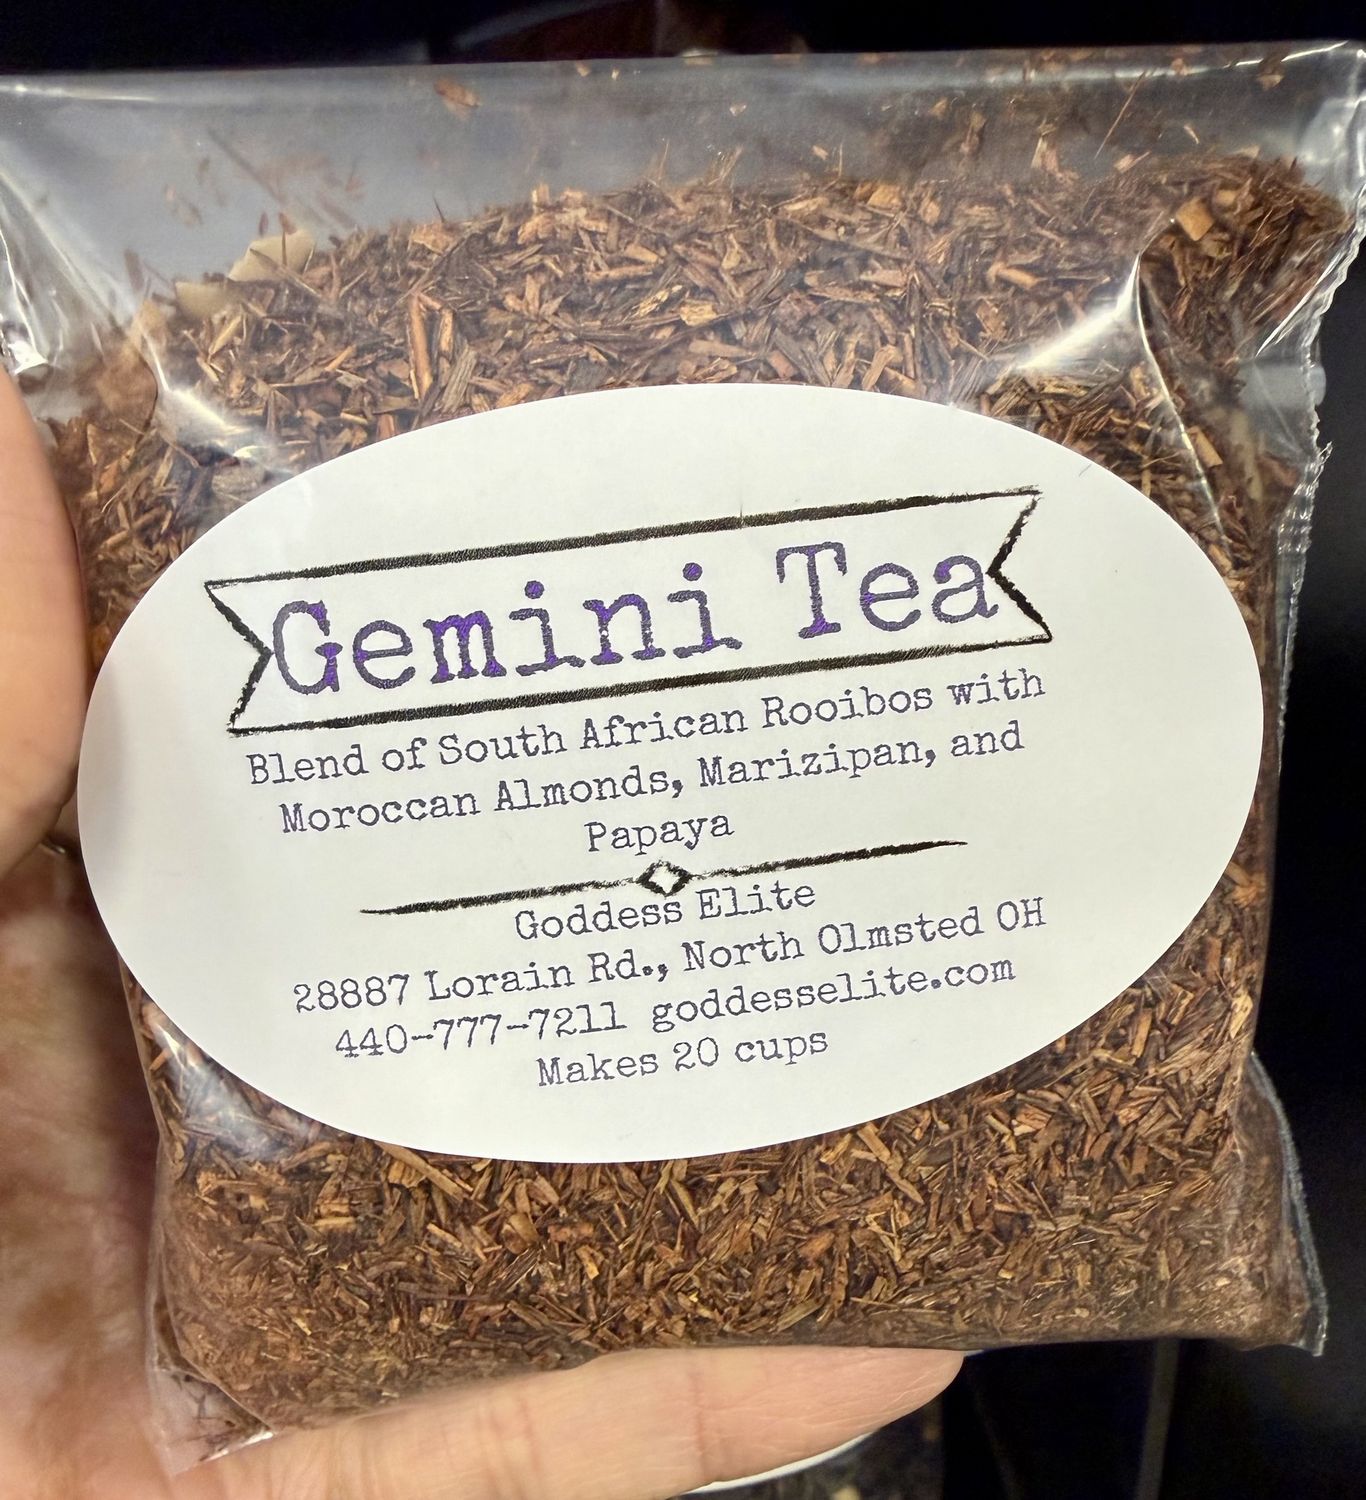 Gemini Tea
Blend of South African Rooibos with
Moroccan Almonds, Marizipan, and
Papaya
Goddess Elite
28887 Lorain Rd., North Olmsted OH
440-777-7211 goddesselite.com
Makes 20 cups